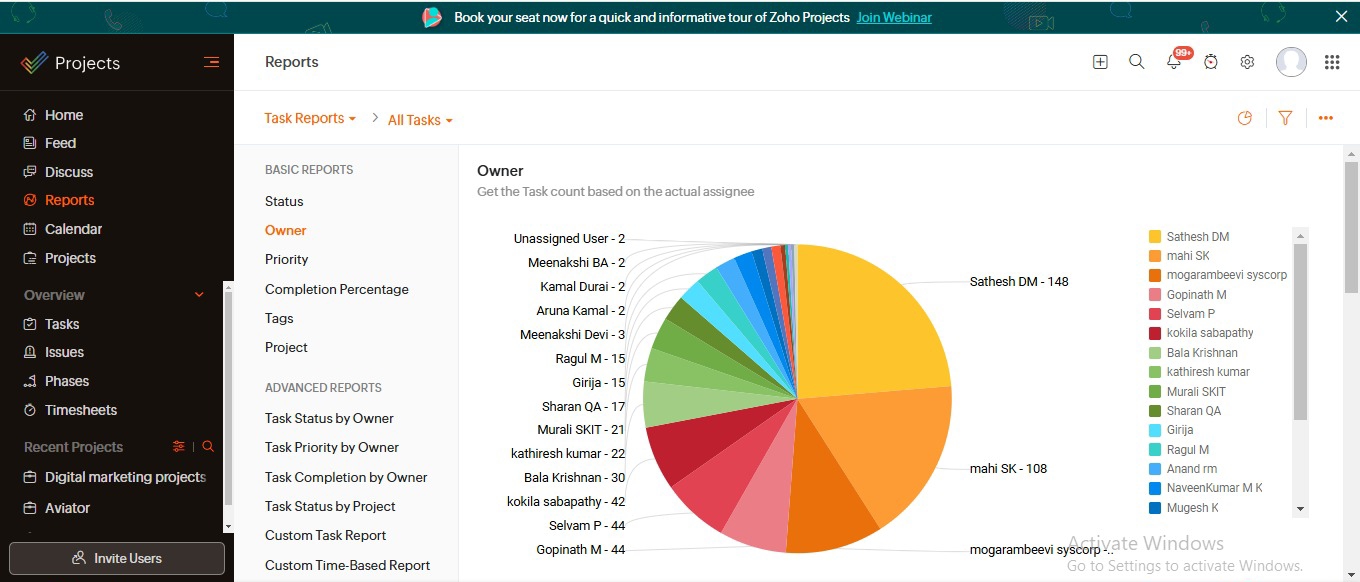 Book your seat now for a quick and informative tour of Zoho Projects Join Webinar
Projects
Home
Feed
Discuss
Reports
Calendar
Projects
Overview
Tasks
Issues
Phases
Timesheets
Recent Projects
Digital marketing projects
Aviator
Invite Users
Reports
99+
Task Reports > All Tasks
BASIC REPORTS
Status
Owner
Priority
Completion Percentage
Tags
Project
ADVANCED REPORTS
Task Status by Owner
Task Priority by Owner
Task Completion by Owner
Task Status by Project
Custom Task Report
Custom Time-Based Report
Owner
Get the Task count based on the actual assignee
Unassigned User - 2
Meenakshi BA - 2
Kamal Durai - 2
Aruna Kamal - 2
Meenakshi Devi - 3
Ragul M - 15
Girija - 15
Sharan QA - 17
Murali SKIT - 21
kathiresh kumar - 22
Bala Krishnan - 30
kokila sabapathy - 42
Selvam P - 44
Gopinath M - 44
Sathesh DM - 148
mahi SK - 108
mogarambeevi syscorp -..
Sathesh DM
mahi SK
mogarambeevi syscorp
Gopinath M
Selvam P
kokila sabapathy
Bala Krishnan
kathiresh kumar
Murali SKIT
Sharan QA
Girija
Ragul M
Anand rm
NaveenKumar M K
Mugesh K
Activate Windows
Go to Settings to activate Windows.